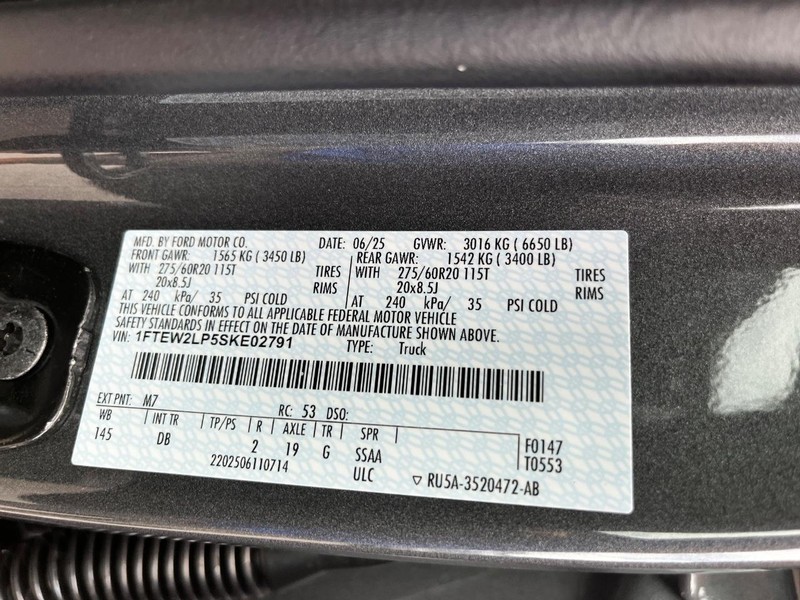 MFD. BY FORD MOTOR CO. DATE: 06/25 GVWR: 3016 KG ( 6650 LB)
FRONT GAWR: 1565 KG ( 3450 LB) REAR GAWR: 1542 KG ( 3400 LB)
WITH 275/60R20 115T TIRES WITH 275/60R20 115T TIRES
20x8.5J RIMS 20x8.5J RIMS
AT 240 kPa/ 35 PSI COLD AT 240 kPa/ 35 PSI COLD
THIS VEHICLE CONFORMS TO ALL APPLICABLE FEDERAL MOTOR VEHICLE
SAFETY STANDARDS IN EFFECT ON THE DATE OF MANUFACTURE SHOWN ABOVE.
VIN: 1FTEW2LP5SKE02791 TYPE: Truck
EXT PNT: M7 RC: 53 DSO:
WB INT TR TP/PS R AXLE TR SPR
145 DB 2 19 G SSAA F0147
2202506110714 ULC T0553
RU5A-3520472-AB